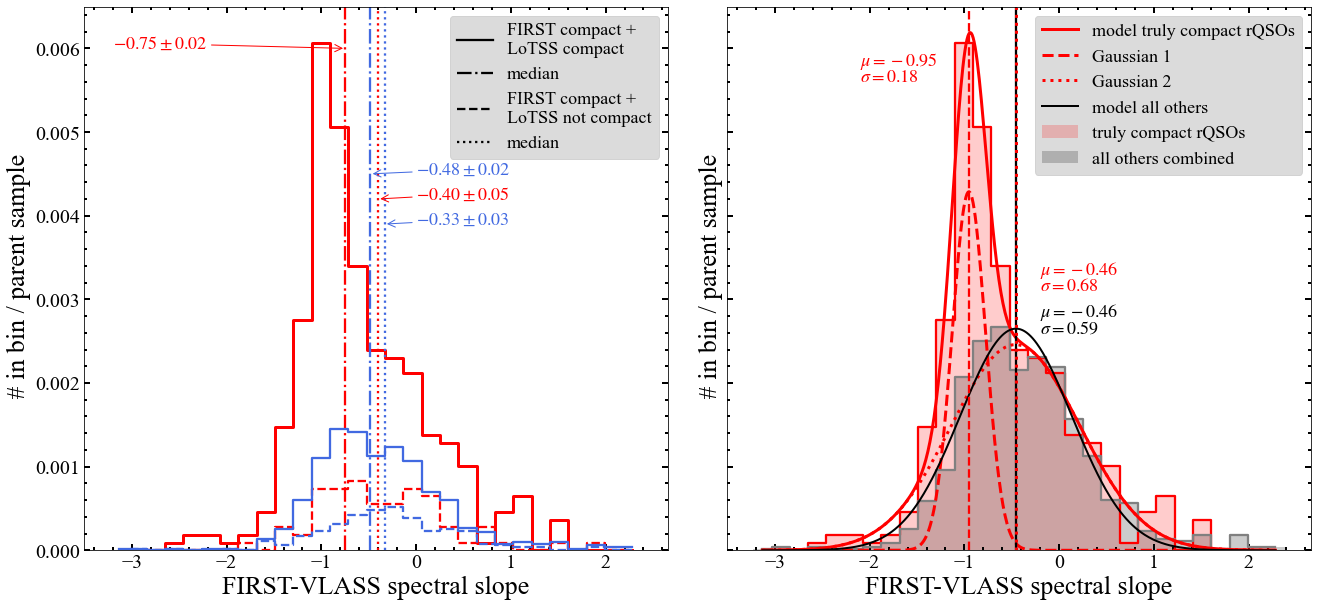 # in bin / parent sample
0.006
0.005
0.004
0.003
0.002
0.001
0.000
−0.75 ± 0.02
FIRST compact +
LoTSS compact
median
FIRST compact +
LoTSS not compact
median
−0.48 ± 0.02
−0.40 ± 0.05
−0.33 ± 0.03
−3 −2 −1 0 1 2
FIRST-VLASS spectral slope
# in bin / parent sample
μ = −0.95
σ = 0.18
model truly compact rQSOs
Gaussian 1
Gaussian 2
model all others
truly compact rQSOs
all others combined
μ = −0.46
σ = 0.68
μ = −0.46
σ = 0.59
−3 −2 −1 0 1 2
FIRST-VLASS spectral slope